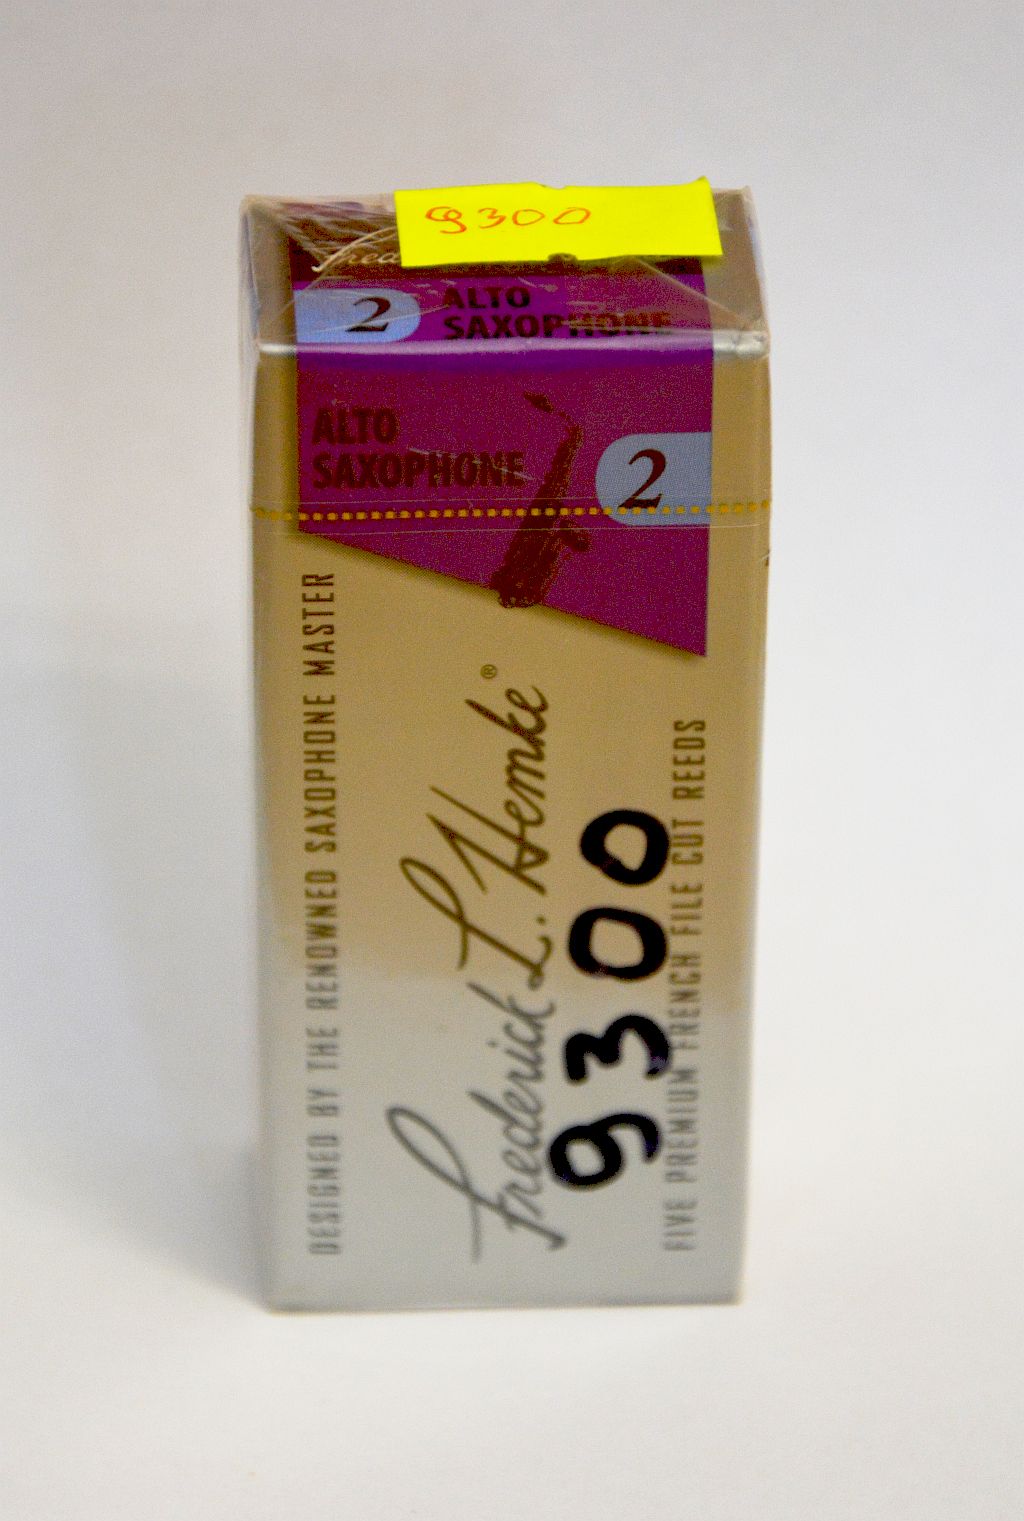 9300
2 ALTO
SAXOPHONE
ALTO
SAXOPHONE
2
DESIGNED BY THE RENOWNED SAXOPHONE MASTER
Frederick L. Hemke®
9300
FIVE PREMIUM FRENCH FILE CUT REEDS